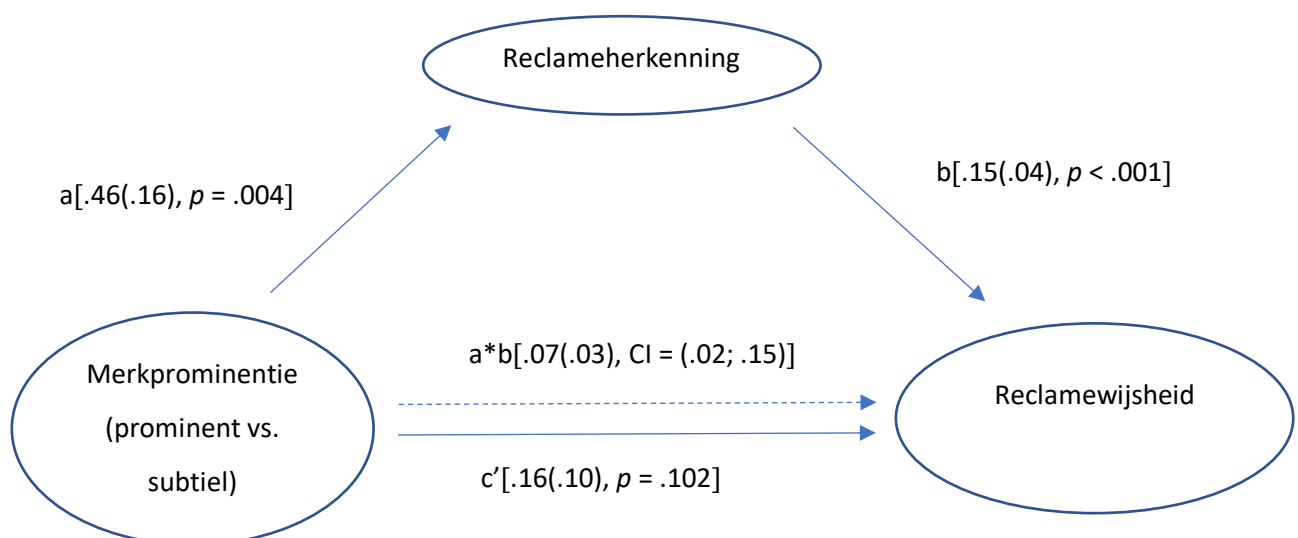 Reclameherkenning
a[.46(.16), p = .004]
b[.15(.04), p < .001]
Merkprominentie
(prominent vs.
subtiel)
a*b[.07(.03), CI = (.02; .15)]
c’[.16(.10), p = .102]
Reclamewijsheid